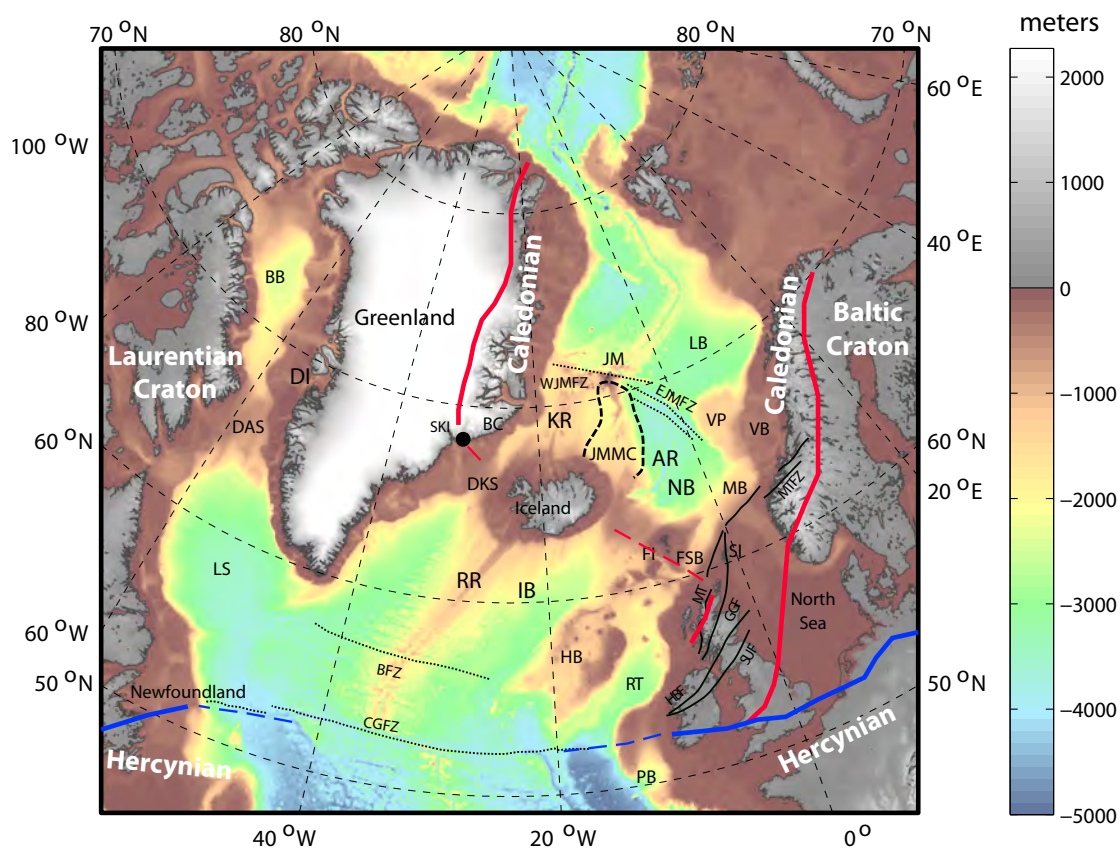 70 °N
80 °N
80 °N
70 °N
meters
100 °W
80 °W
60 °N
60 °W
50 °N
60 °E
40 °E
60 °N
20 °E
50 °N
40 °W
20 °W
0°
2000
1000
0
−1000
−2000
−3000
−4000
−5000
BB
Greenland
Caledonian
Laurentian
Craton
DI
DAS
SKI
BC
DKS
KR
WJMFZ
JM
EJMFZ
LB
JMMC
AR
NB
VP
VB
MB
MTFZ
Caledonian
Baltic
Craton
Iceland
LS
RR
IB
FI
FSB
SI
MT
GGF
SUF
HBF
North
Sea
HB
RT
BFZ
CGFZ
Newfoundland
Hercynian
PB
Hercynian